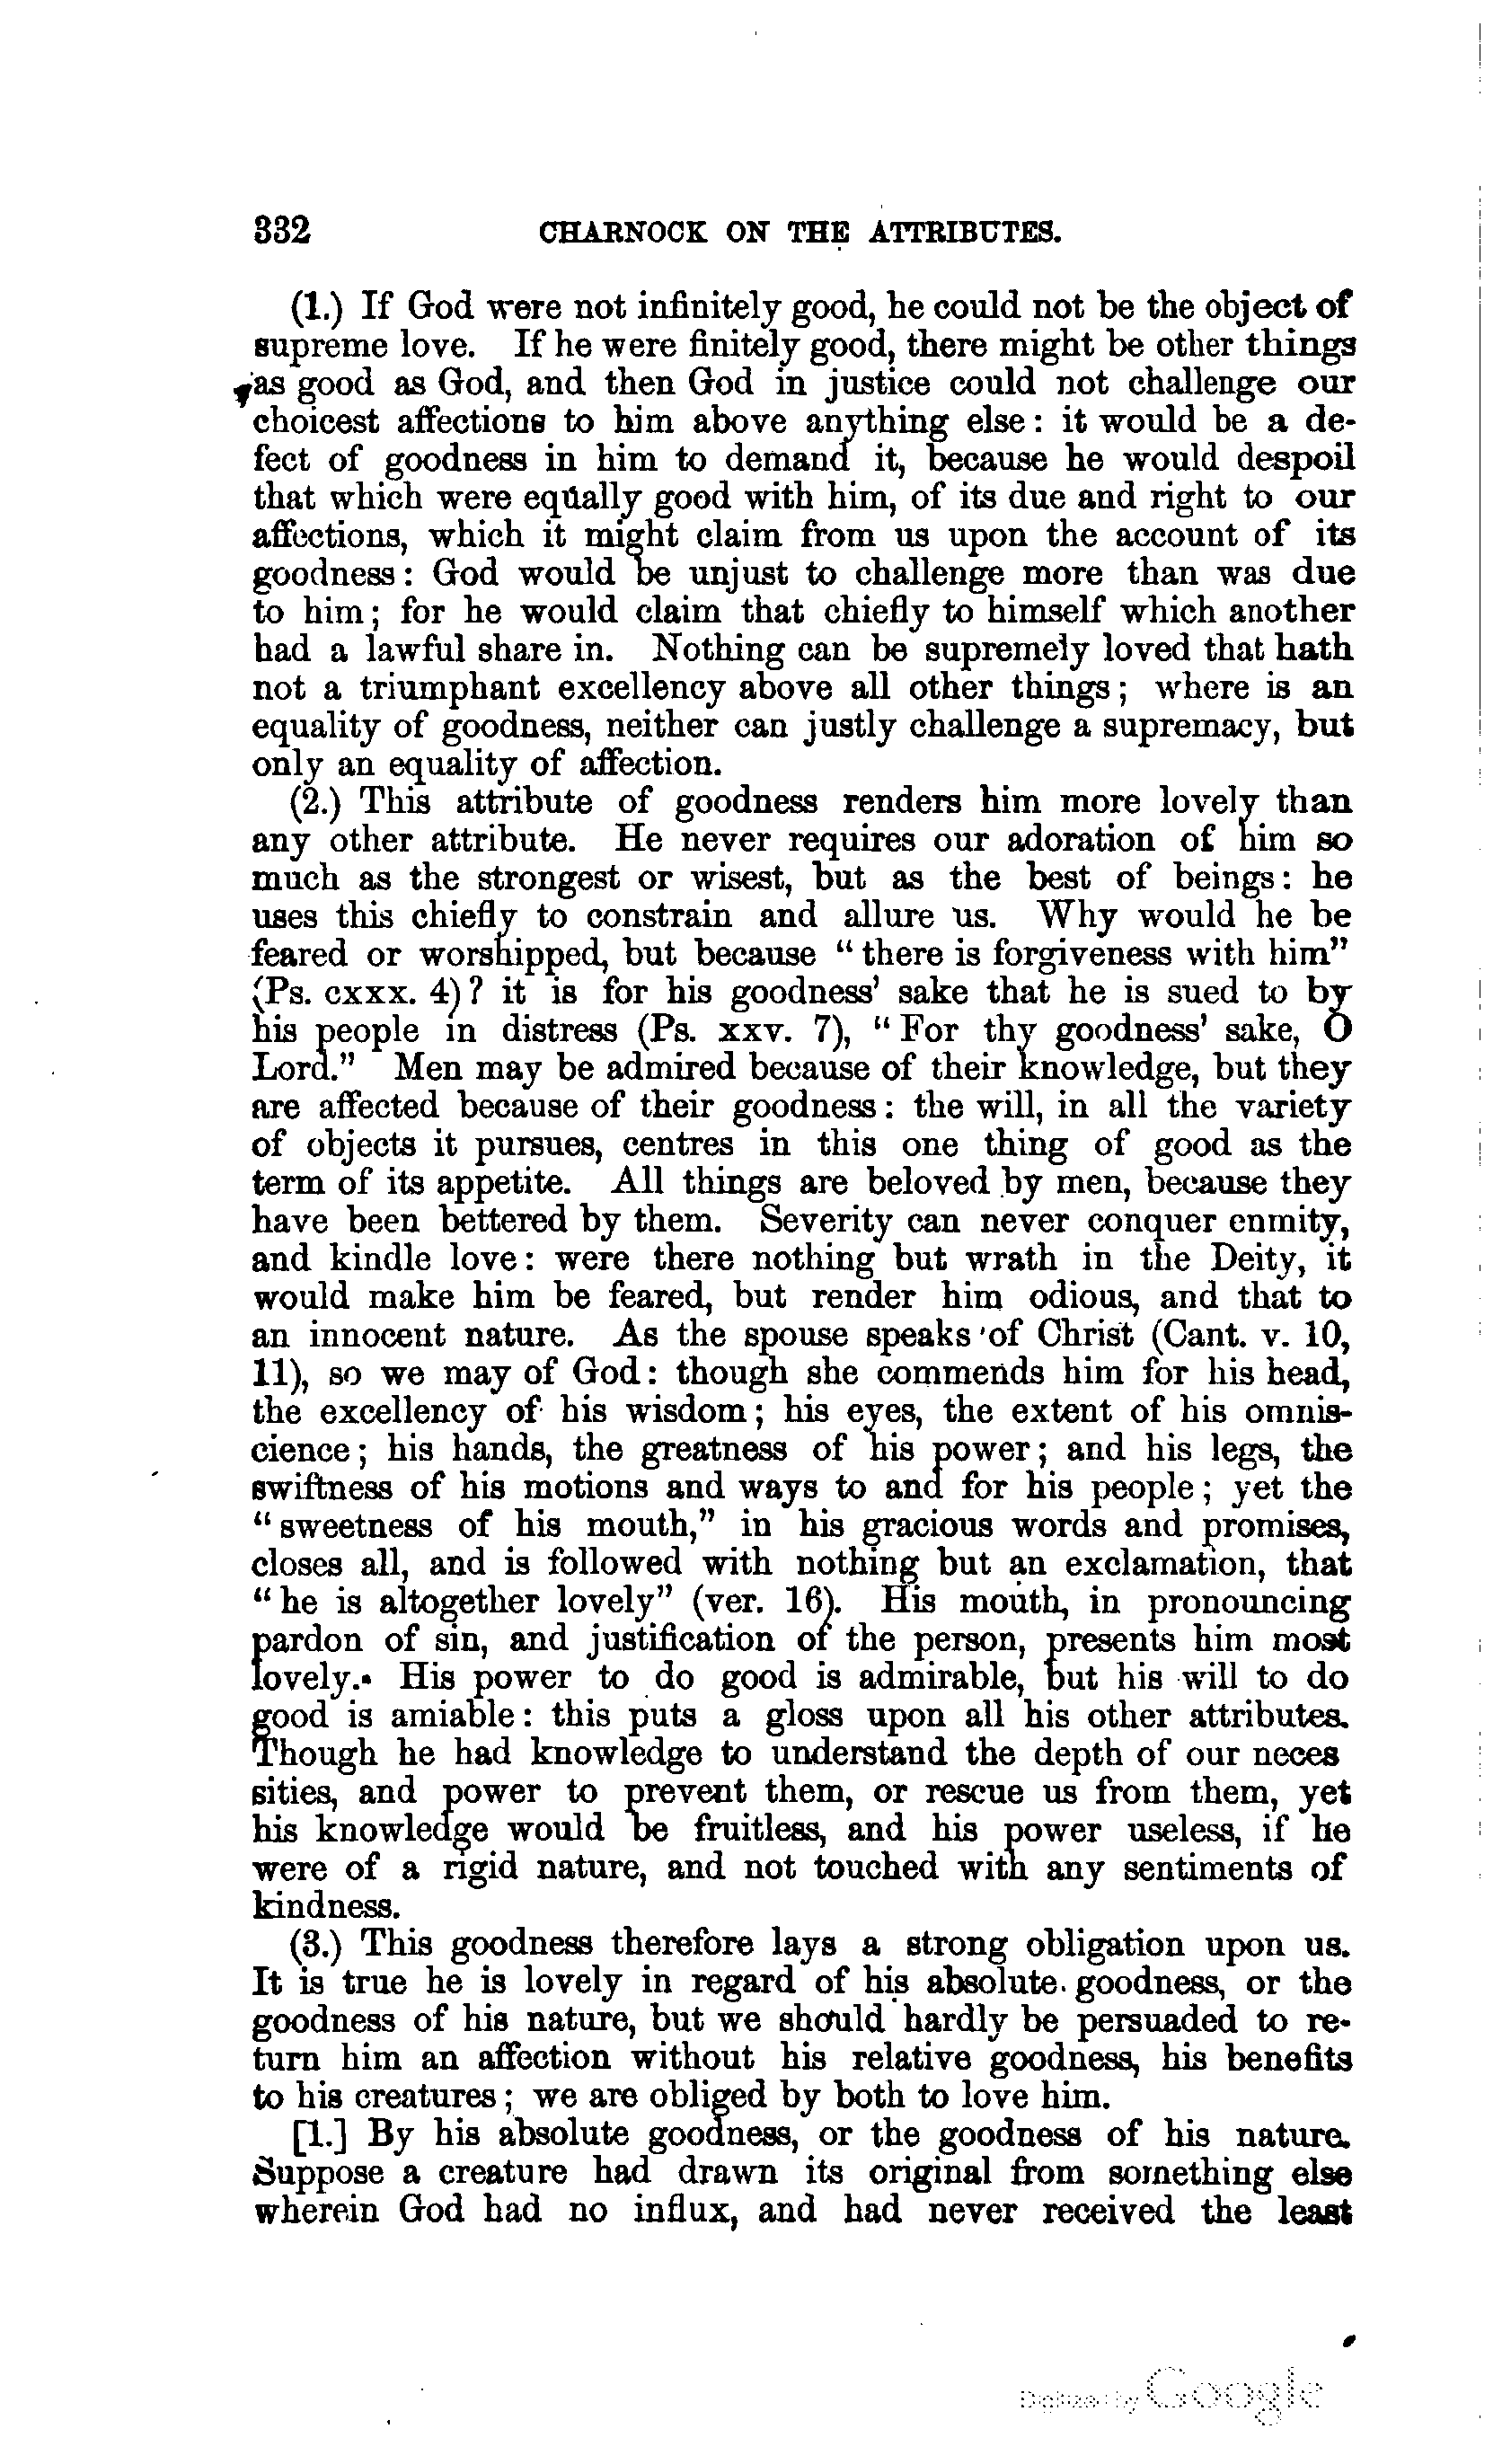 332 CHARNOCK ON THE ATTRIBUTES.
(1.) If God were not infinitely good, he could not be the object of
supreme love. If he were finitely good, there might be other things
as good as God, and then God in justice could not challenge our
choicest affections to him above anything else: it would be a de-
fect of goodness in him to demand it, because he would despoil
that which were equally good with him, of its due and right to our
affections, which it might claim from us upon the account of its
goodness: God would be unjust to challenge more than was due
to him; for he would claim that chiefly to himself which another
had a lawful share in. Nothing can be supremely loved that hath
not a triumphant excellency above all other things; where is an
equality of goodness, neither can justly challenge a supremacy, but
only an equality of affection.
(2.) This attribute of goodness renders him more lovely than
any other attribute. He never requires our adoration of him so
much as the strongest or wisest, but as the best of beings: he
uses this chiefly to constrain and allure us. Why would he be
feared or worshipped, but because "there is forgiveness with him"
(Ps. cxxx. 4)? it is for his goodness' sake that he is sued to by
his people in distress (Ps. xxv. 7), "For thy goodness' sake, O
Lord." Men may be admired because of their knowledge, but they
are affected because of their goodness: the will, in all the variety
of objects it pursues, centres in this one thing of good as the
term of its appetite. All things are beloved by men, because they
have been bettered by them. Severity can never conquer enmity,
and kindle love: were there nothing but wrath in the Deity, it
would make him be feared, but render him odious, and that to
an innocent nature. As the spouse speaks of Christ (Cant. v. 10,
11), so we may of God: though she commends him for his head,
the excellency of his wisdom; his eyes, the extent of his omnis-
cience; his hands, the greatness of his power; and his legs, the
swiftness of his motions and ways to and for his people; yet the
"sweetness of his mouth," in his gracious words and promises,
closes all, and is followed with nothing but an exclamation, that
"he is altogether lovely" (ver. 16). His mouth, in pronouncing
pardon of sin, and justification of the person, presents him most
lovely. His power to do good is admirable, but his will to do
good is amiable: this puts a gloss upon all his other attributes.
Though he had knowledge to understand the depth of our neces
sities, and power to prevent them, or rescue us from them, yet
his knowledge would be fruitless, and his power useless, if he
were of a rigid nature, and not touched with any sentiments of
kindness.
(3.) This goodness therefore lays a strong obligation upon us.
It is true he is lovely in regard of his absolute goodness, or the
goodness of his nature, but we should hardly be persuaded to re-
turn him an affection without his relative goodness, his benefits
to his creatures; we are obliged by both to love him.
[1.] By his absolute goodness, or the goodness of his nature.
Suppose a creature had drawn its original from something else
wherein God had no influx, and had never received the least
Digitized by Google